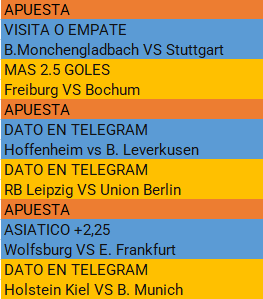 APUESTA
VISITA O EMPATE
B.Monchengladbach VS Stuttgart
MAS 2.5 GOLES
Freiburg VS Bochum
APUESTA
DATO EN TELEGRAM
Hoffenheim vs B. Leverkusen
DATO EN TELEGRAM
RB Leipzig VS Union Berlin
APUESTA
ASIATICO +2,25
Wolfsburg VS E. Frankfurt
DATO EN TELEGRAM
Holstein Kiel VS B. Munich